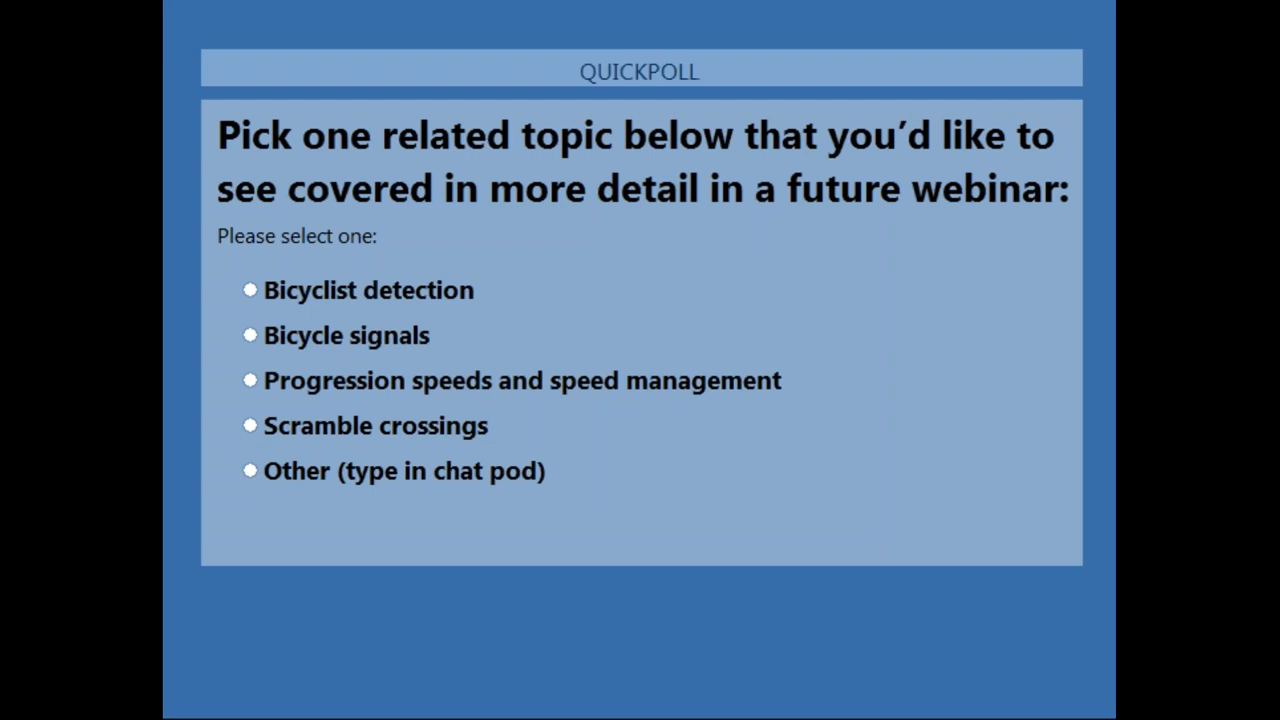 QUICKPOLL
Pick one related topic below that you’d like to
see covered in more detail in a future webinar:
Please select one:
Bicyclist detection
Bicycle signals
Progression speeds and speed management
Scramble crossings
Other (type in chat pod)